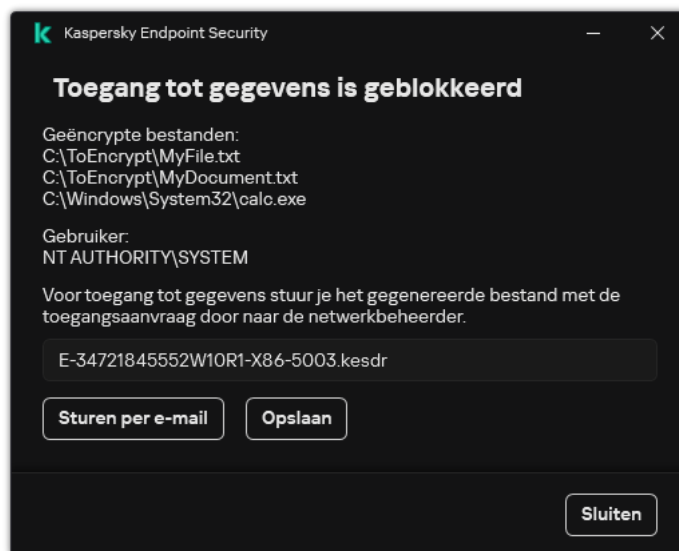 Kaspersky Endpoint Security
Toegang tot gegevens is geblokkeerd
Geëncrypte bestanden:
C:\ToEncrypt\MyFile.txt
C:\ToEncrypt\MyDocument.txt
C:\Windows\System32\calc.exe
Gebruiker:
NT AUTHORITY\SYSTEM
Voor toegang tot gegevens stuur je het gegenereerde bestand met de
toegangsaanvraag door naar de netwerkbeheerder.
E-34721845552W10R1-X86-5003.kesdr
Sturen per e-mail
Opslaan
Sluiten